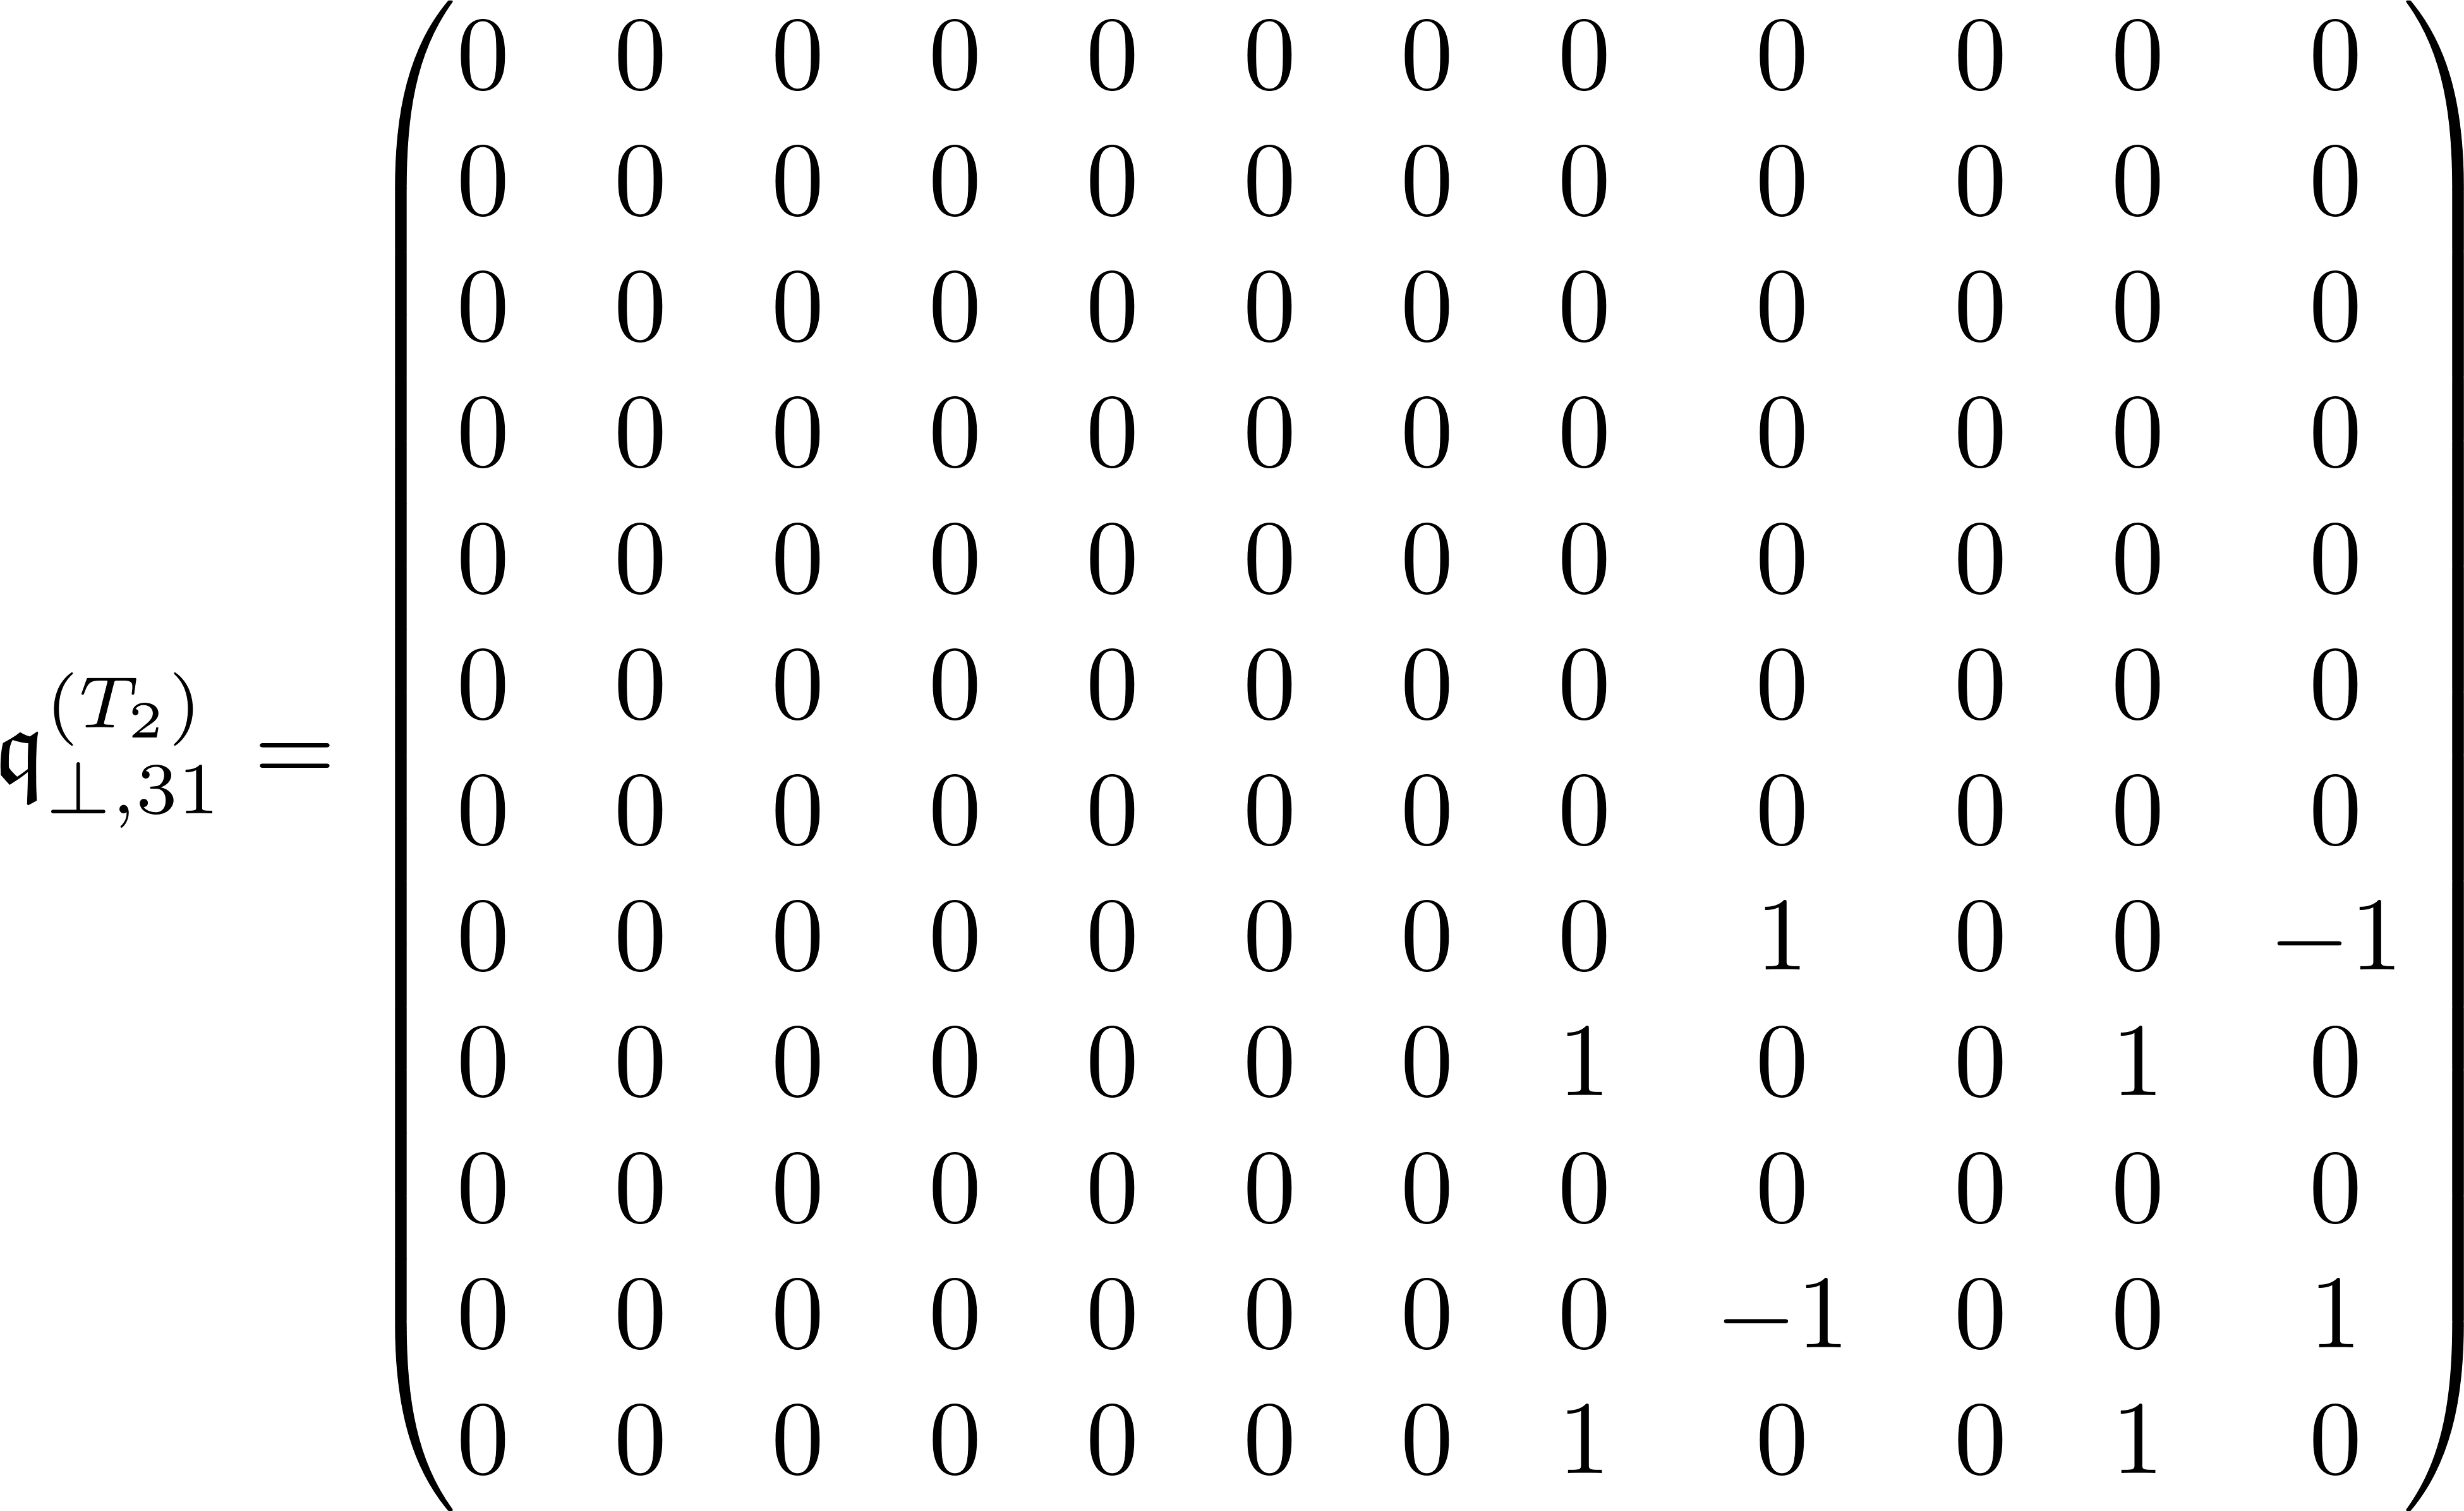 \mathfrak{q}_{\perp,31}^{(T_2)} = \begin{pmatrix}
0 & 0 & 0 & 0 & 0 & 0 & 0 & 0 & 0 & 0 & 0 & 0 \\
0 & 0 & 0 & 0 & 0 & 0 & 0 & 0 & 0 & 0 & 0 & 0 \\
0 & 0 & 0 & 0 & 0 & 0 & 0 & 0 & 0 & 0 & 0 & 0 \\
0 & 0 & 0 & 0 & 0 & 0 & 0 & 0 & 0 & 0 & 0 & 0 \\
0 & 0 & 0 & 0 & 0 & 0 & 0 & 0 & 0 & 0 & 0 & 0 \\
0 & 0 & 0 & 0 & 0 & 0 & 0 & 0 & 0 & 0 & 0 & 0 \\
0 & 0 & 0 & 0 & 0 & 0 & 0 & 0 & 0 & 0 & 0 & 0 \\
0 & 0 & 0 & 0 & 0 & 0 & 0 & 0 & 1 & 0 & 0 & -1 \\
0 & 0 & 0 & 0 & 0 & 0 & 0 & 1 & 0 & 0 & 1 & 0 \\
0 & 0 & 0 & 0 & 0 & 0 & 0 & 0 & 0 & 0 & 0 & 0 \\
0 & 0 & 0 & 0 & 0 & 0 & 0 & 0 & -1 & 0 & 0 & 1 \\
0 & 0 & 0 & 0 & 0 & 0 & 0 & 1 & 0 & 0 & 1 & 0
\end{pmatrix}